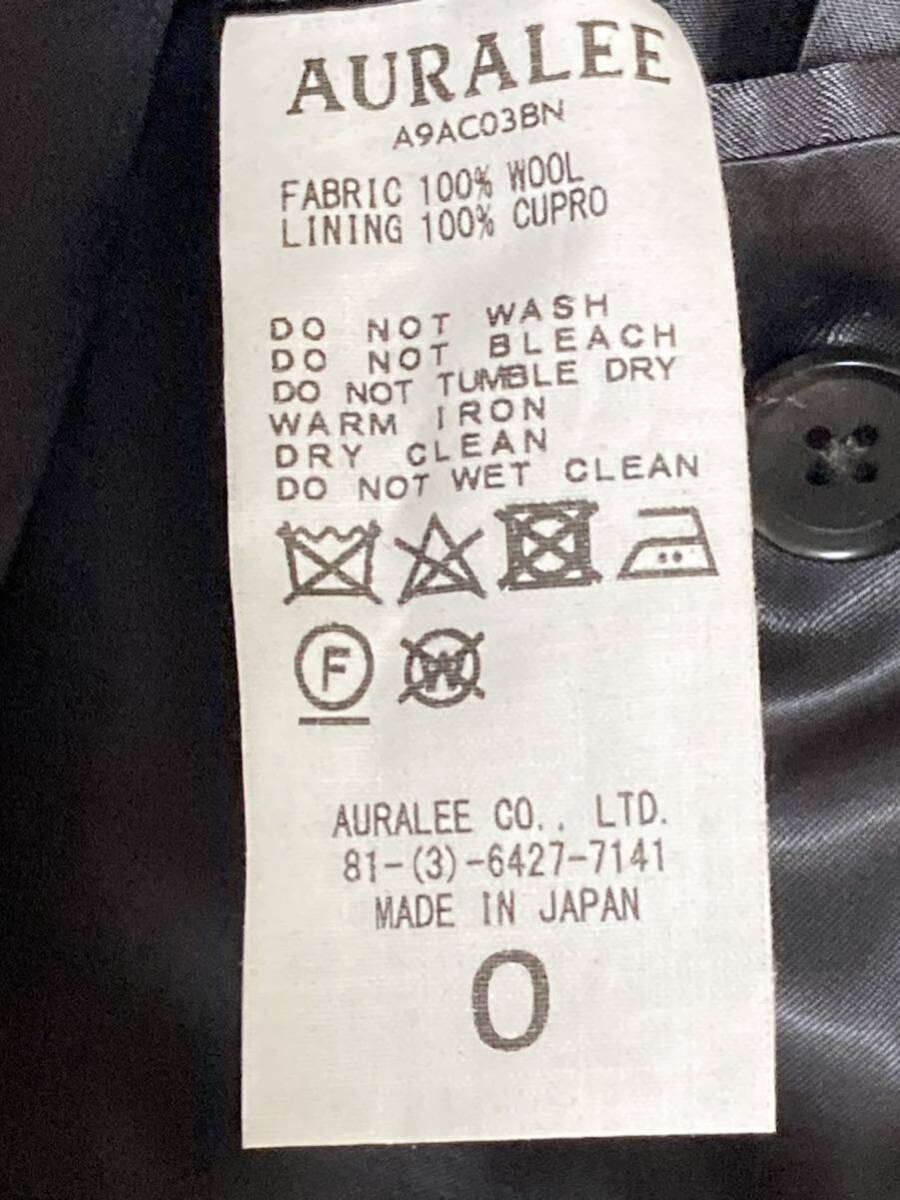 AURALEE
A9AC03BN
FABRIC 100% WOOL
LINING 100% CUPRO
DO NOT WASH
DO NOT BLEACH
DO NOT TUMBLE DRY
WARM IRON
DRY CLEAN
DO NOT WET CLEAN
F W
AURALEE CO., LTD.
81-(3)-6427-7141
MADE IN JAPAN
0